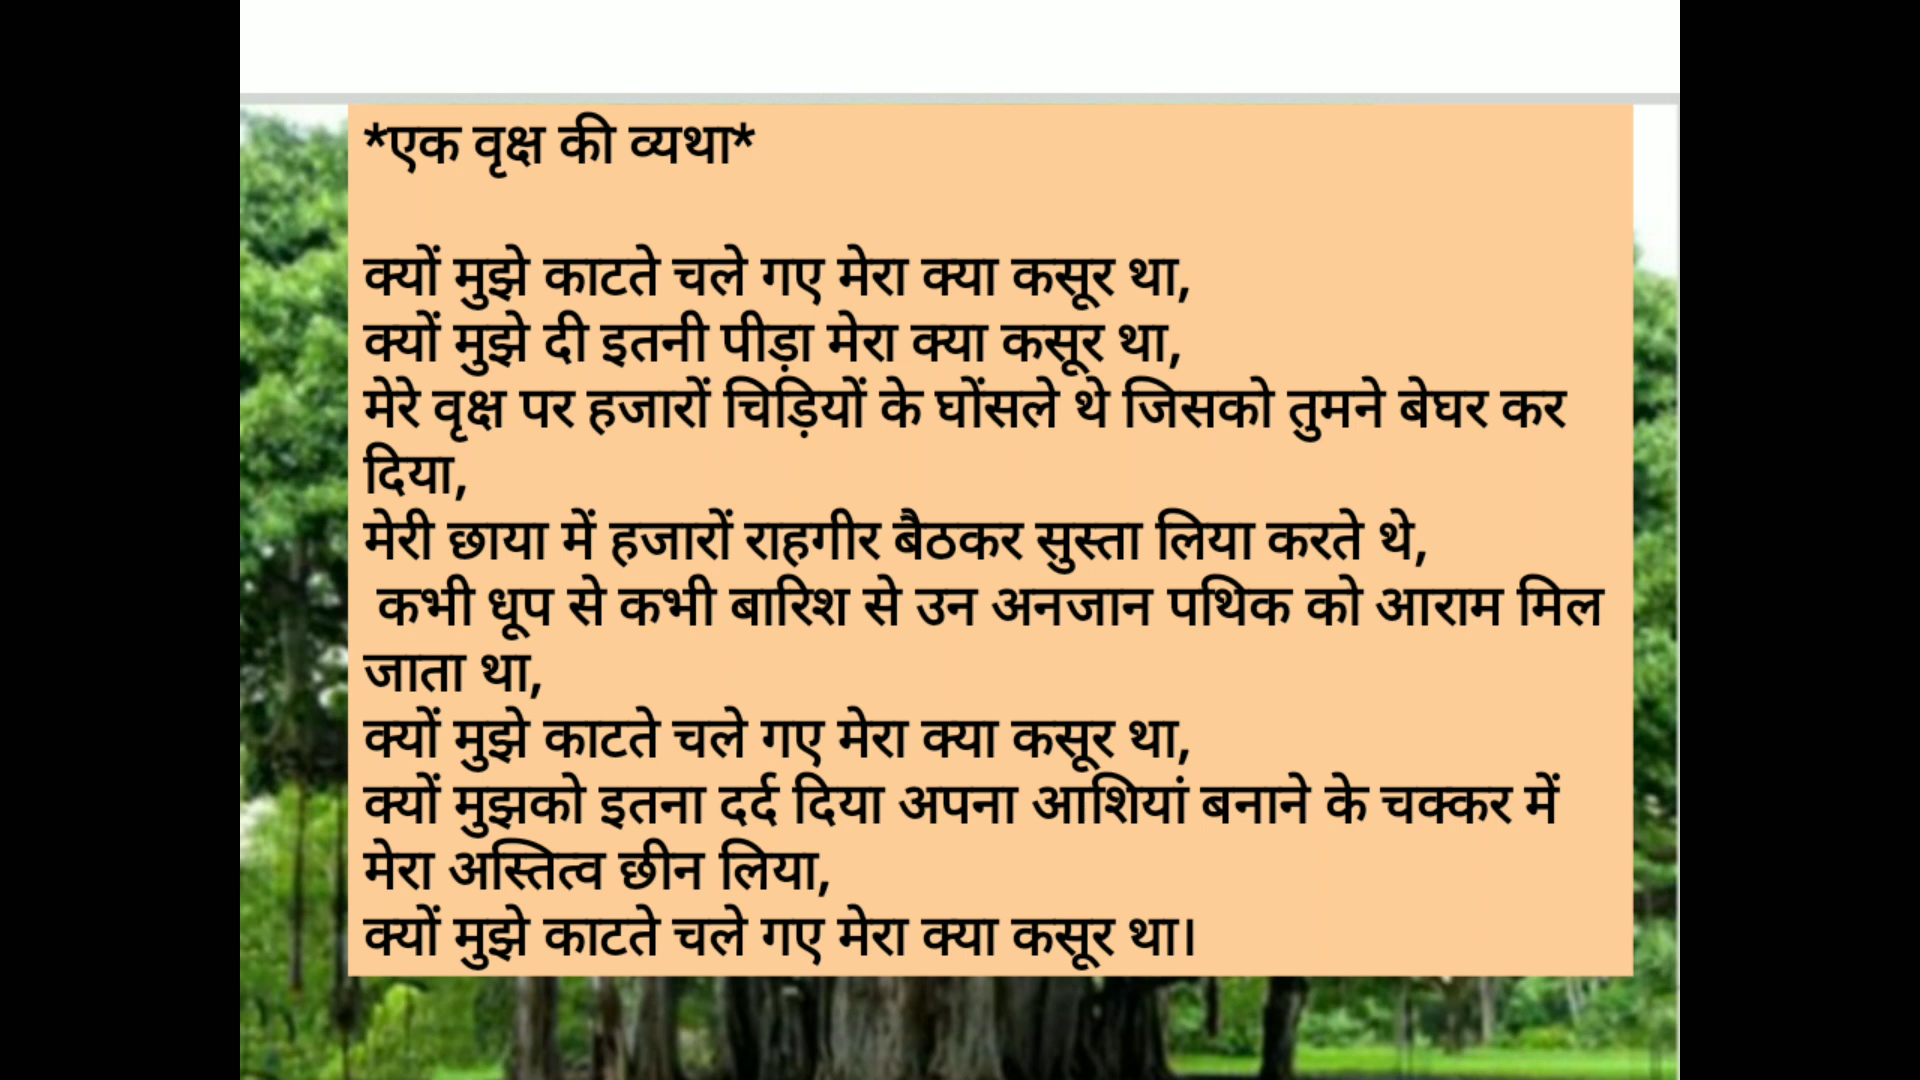 *एक वृक्ष की व्यथा*
क्यों मुझे काटते चले गए मेरा क्या कसूर था,
क्यों मुझे दी इतनी पीड़ा मेरा क्या कसूर था,
मेरे वृक्ष पर हजारों चिड़ियों के घोंसले थे जिसको तुमने बेघर कर
दिया,
मेरी छाया में हजारों राहगीर बैठकर सुस्ता लिया करते थे,
कभी धूप से कभी बारिश से उन अनजान पथिक को आराम मिल
जाता था,
क्यों मुझे काटते चले गए मेरा क्या कसूर था,
क्यों मुझको इतना दर्द दिया अपना आशियां बनाने के चक्कर में
मेरा अस्तित्व छीन लिया,
क्यों मुझे काटते चले गए मेरा क्या कसूर था।